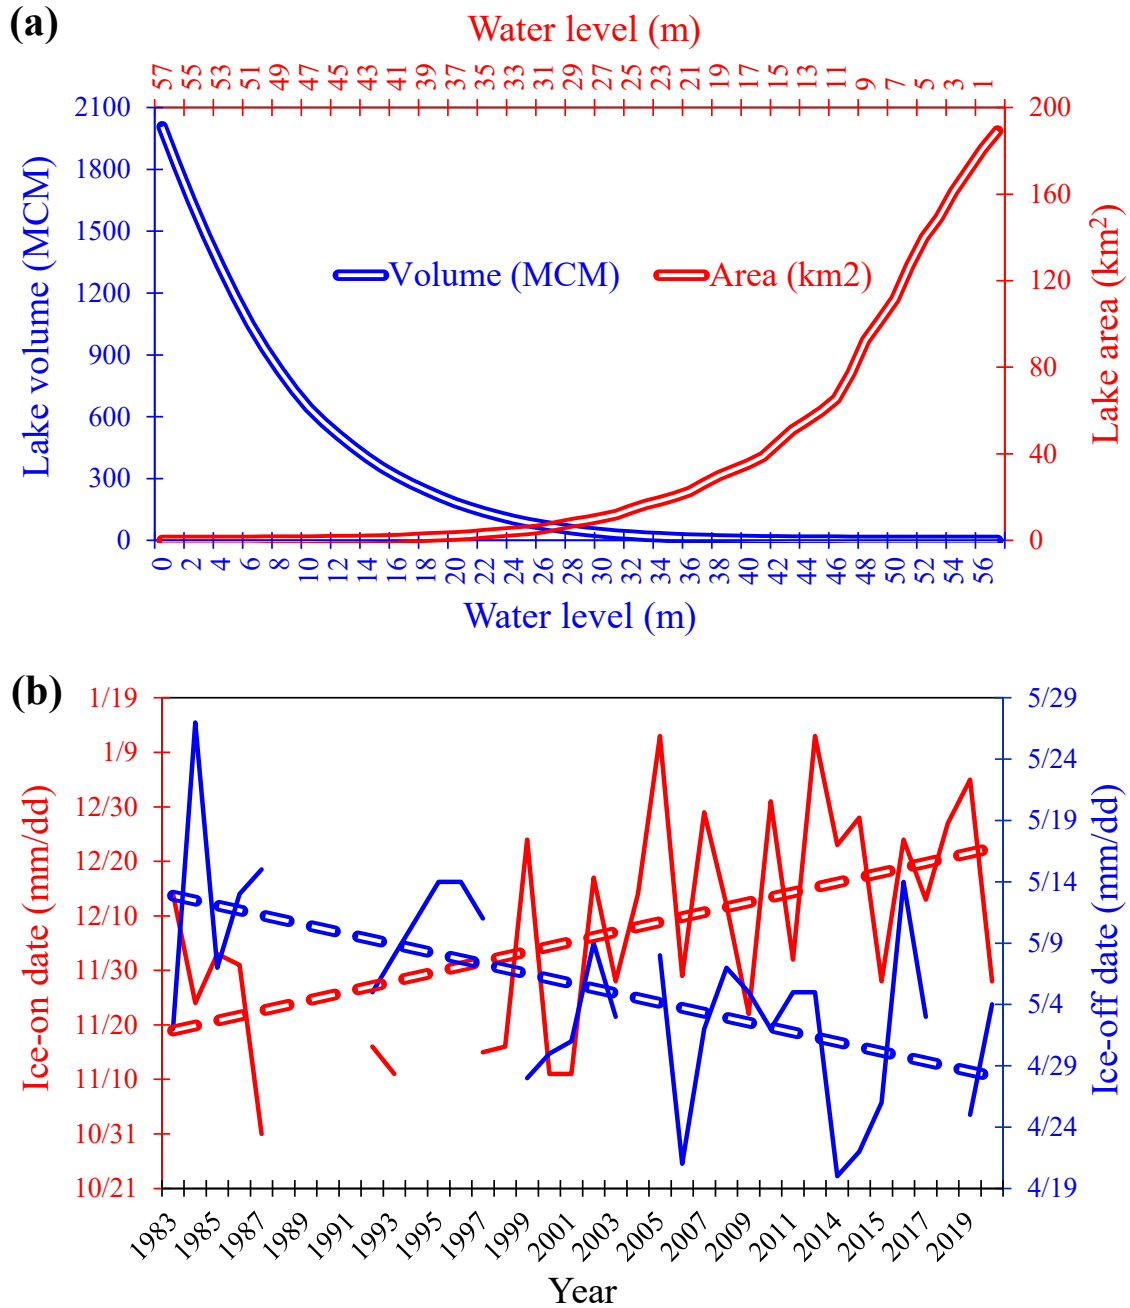 (a)
Water level (m)
57 55 53 51 49 47 45 43 41 39 37 35 33 31 29 27 25 23 21 19 17 15 13 11 9 7 5 3 1
Lake volume (MCM)
2100
1800
1500
1200
900
600
300
0
Volume (MCM) Area (km2)
200
160
120
80
40
0
Lake area (km²)
0 2 4 6 8 10 12 14 16 18 20 22 24 26 28 30 32 34 36 38 40 42 44 46 48 50 52 54 56
Water level (m)
(b)
Ice-on date (mm/dd)
1/19
1/9
12/30
12/20
12/10
11/30
11/20
11/10
10/31
10/21
5/29
5/24
5/19
5/14
5/9
5/4
4/29
4/24
4/19
Ice-off date (mm/dd)
1983 1985 1987 1989 1991 1993 1995 1997 1999 2001 2003 2005 2007 2009 2011 2014 2015 2017 2019
Year